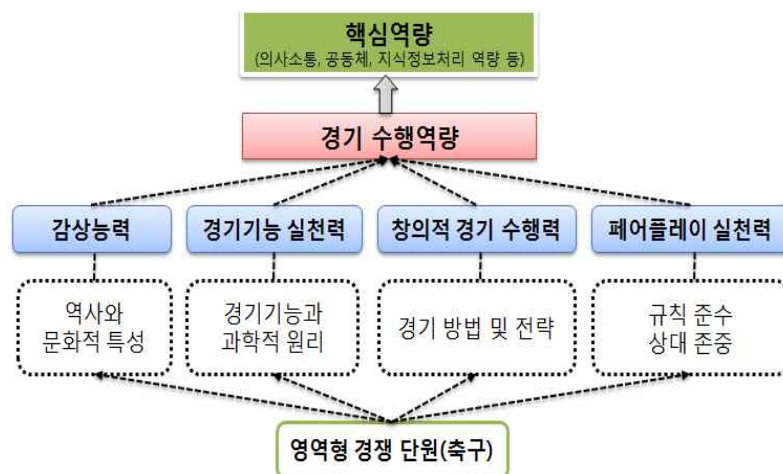 핵심역량
(의사소통, 공동체, 지식정보처리 역량 등)
경기 수행역량
감상능력
경기기능 실천력
창의적 경기 수행력
페어플레이 실천력
역사와
문화적 특성
경기기능과
과학적 원리
경기 방법 및 전략
규칙 준수
상대 존중
영역형 경쟁 단원(축구)